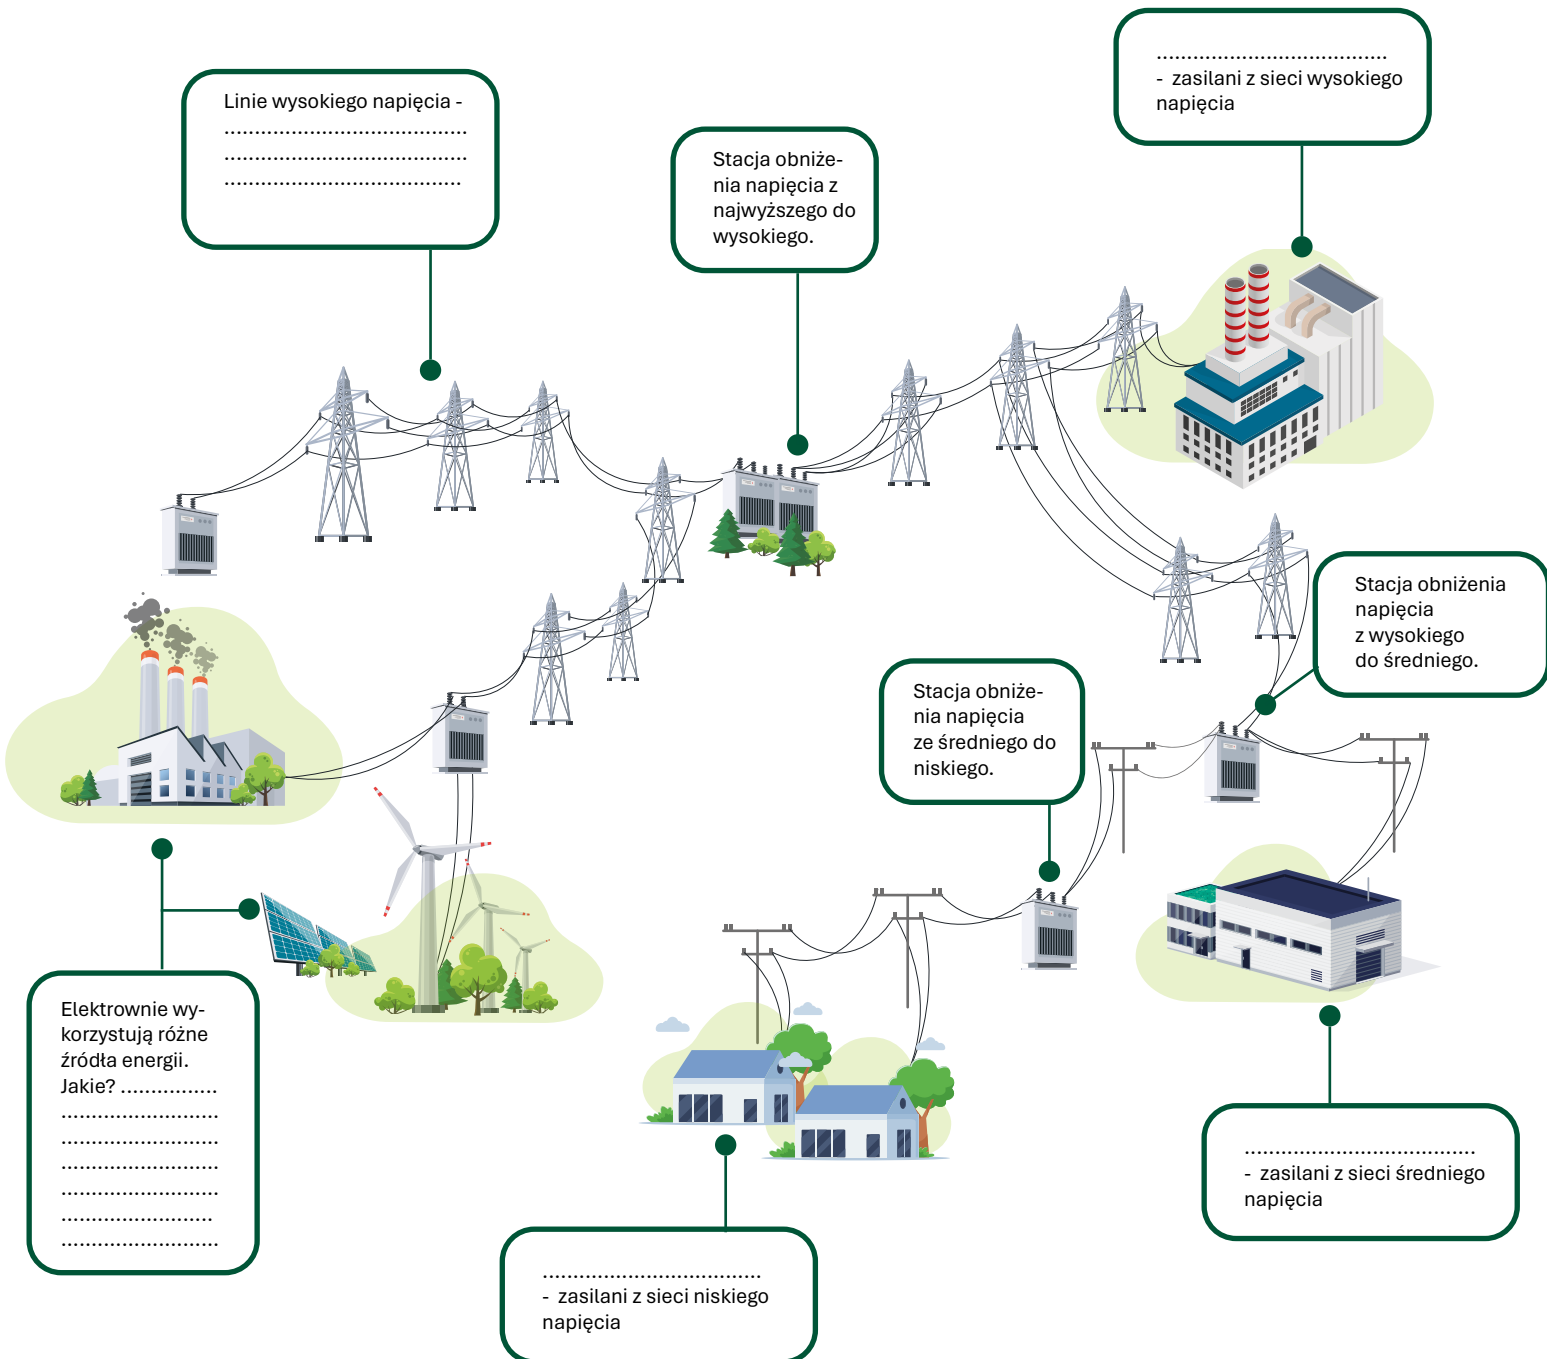 .....................................
- zasilani z sieci wysokiego
napięcia
Linie wysokiego napięcia -
.......................................
.......................................
......................................
Stacja obniże-
nia napięcia z
najwyższego do
wysokiego.
Stacja obniżenia
napięcia
z wysokiego
do średniego.
Stacja obniże-
nia napięcia
ze średniego do
niskiego.
Elektrownie wy-
korzystują różne
źródła energii.
Jakie? ................
.........................
.........................
.........................
.........................
........................
.........................
.....................................
- zasilani z sieci średniego
napięcia
...................................
- zasilani z sieci niskiego
napięcia